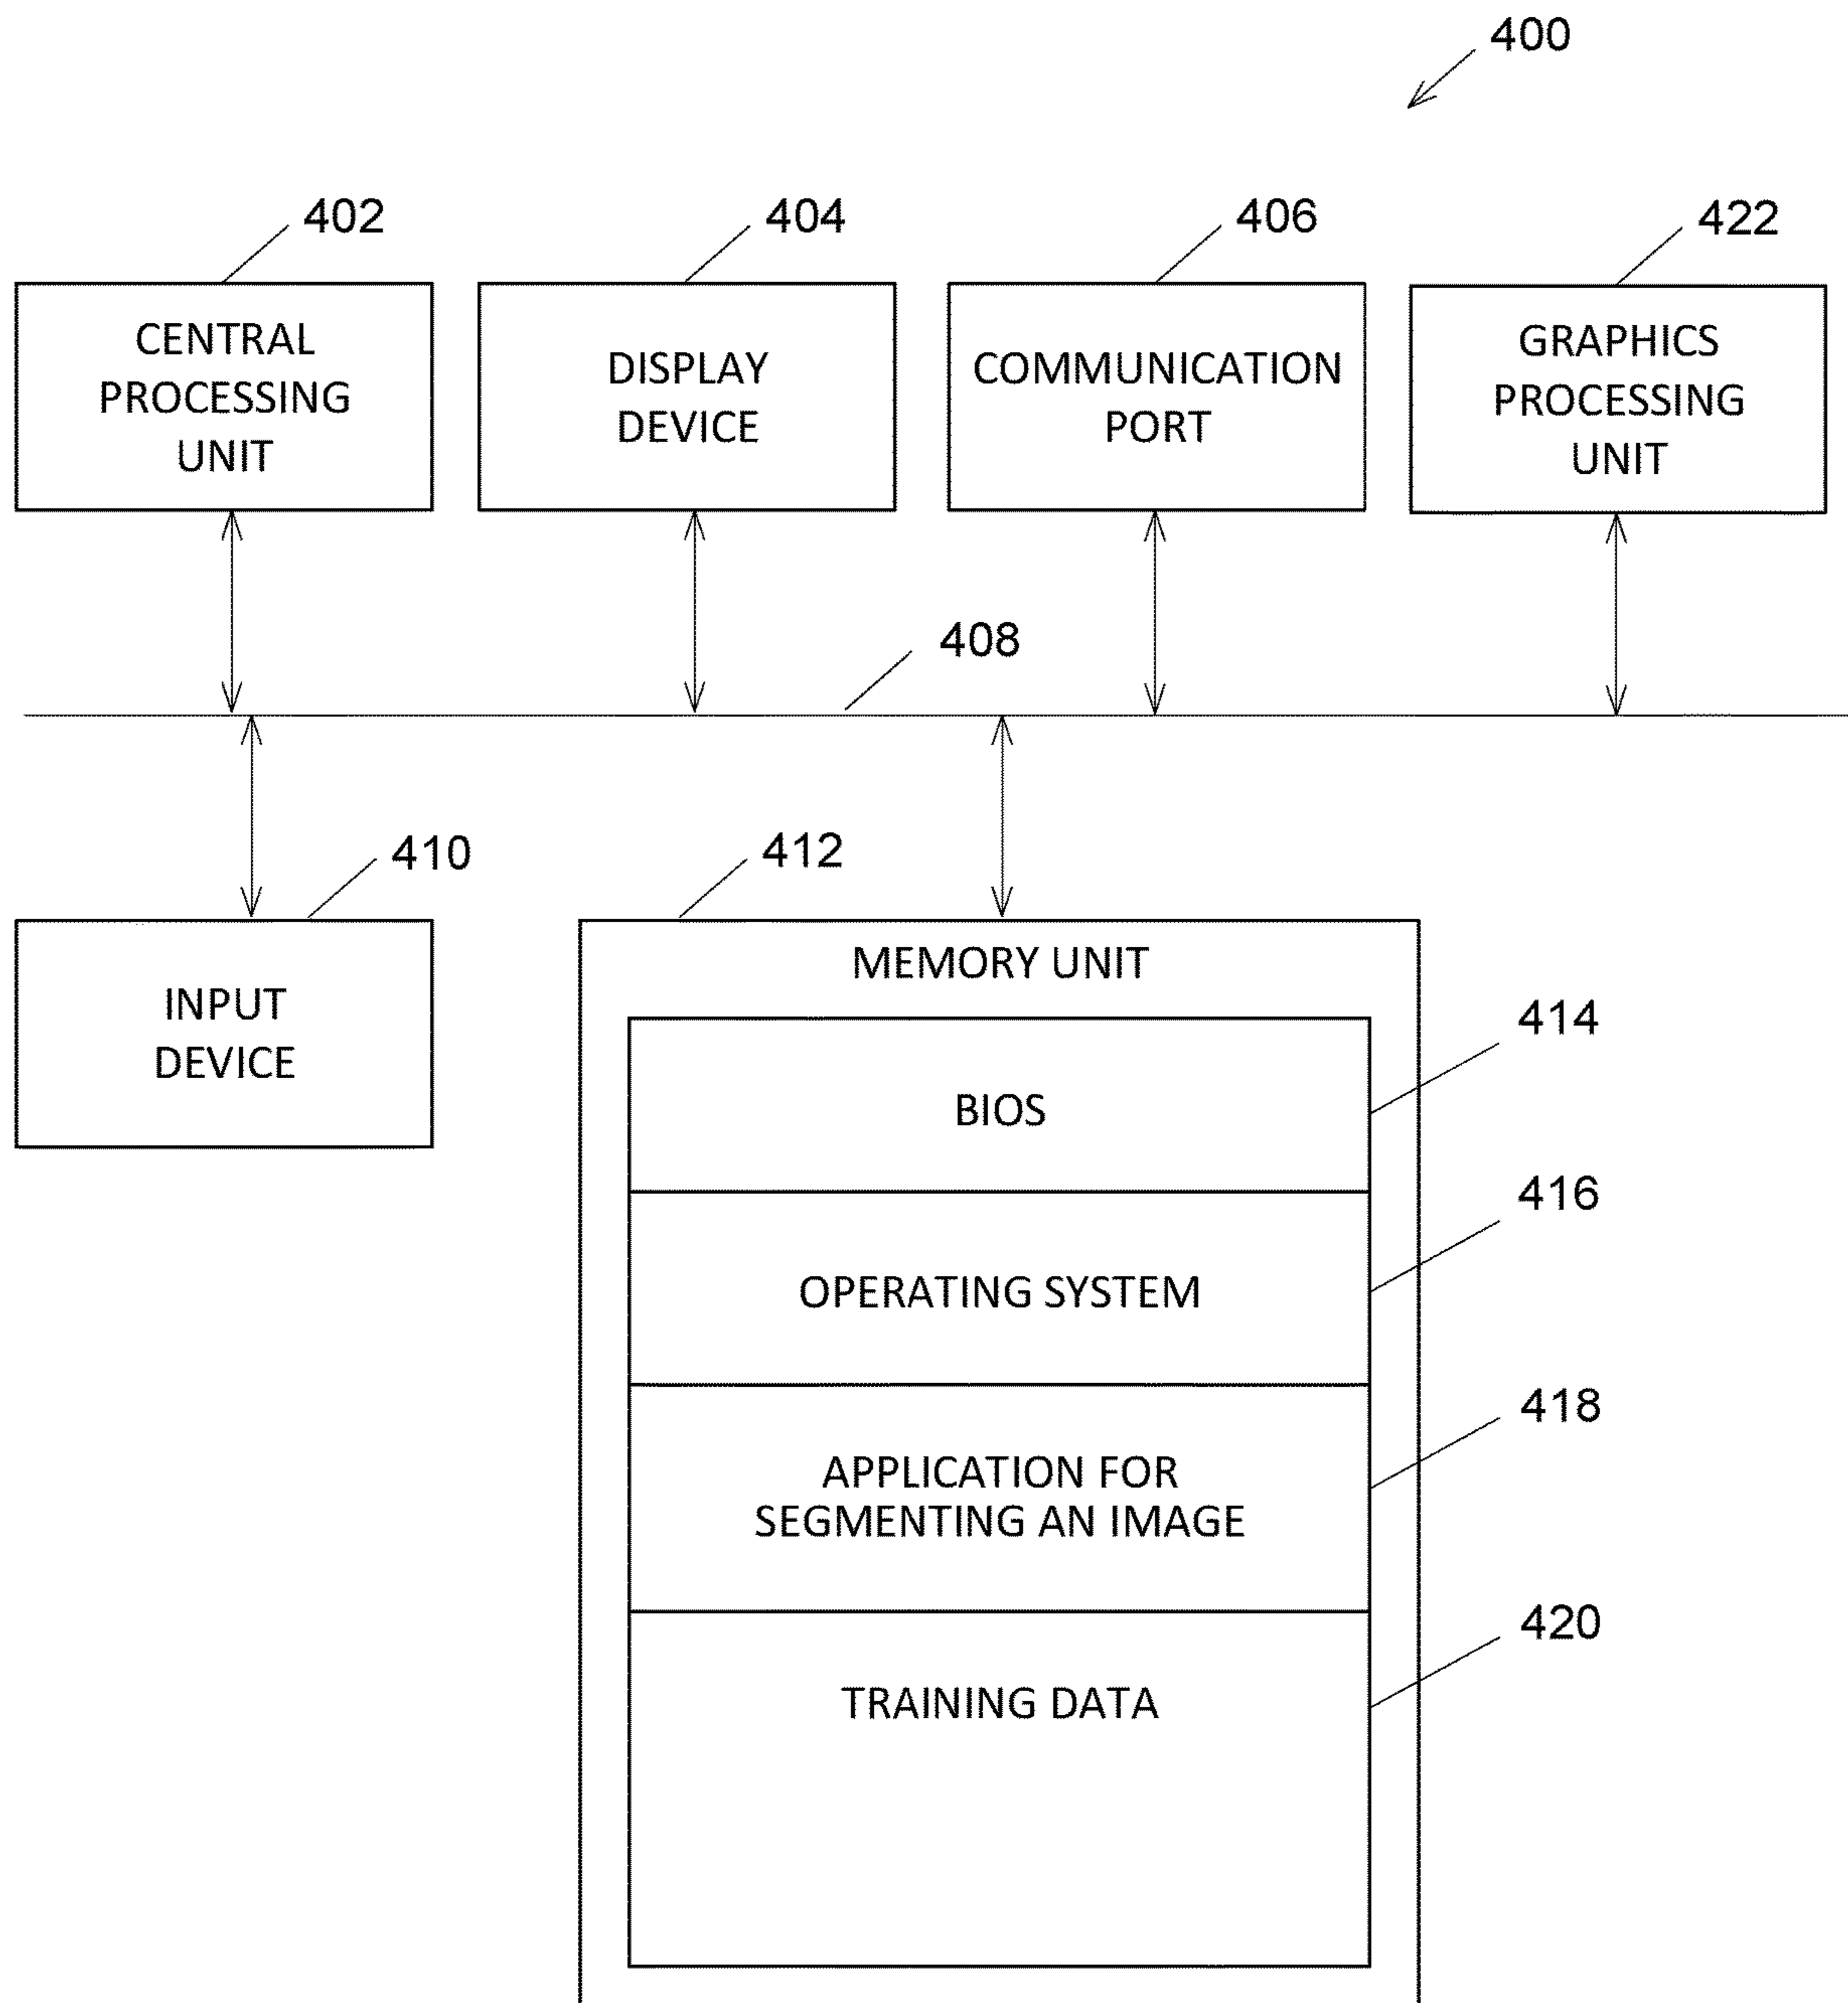 400
402
404
406
422
CENTRAL
PROCESSING
UNIT
DISPLAY
DEVICE
COMMUNICATION
PORT
GRAPHICS
PROCESSING
UNIT
408
410
412
INPUT
DEVICE
MEMORY UNIT
414
BIOS
416
OPERATING SYSTEM
418
APPLICATION FOR
SEGMENTING AN IMAGE
420
TRAINING DATA